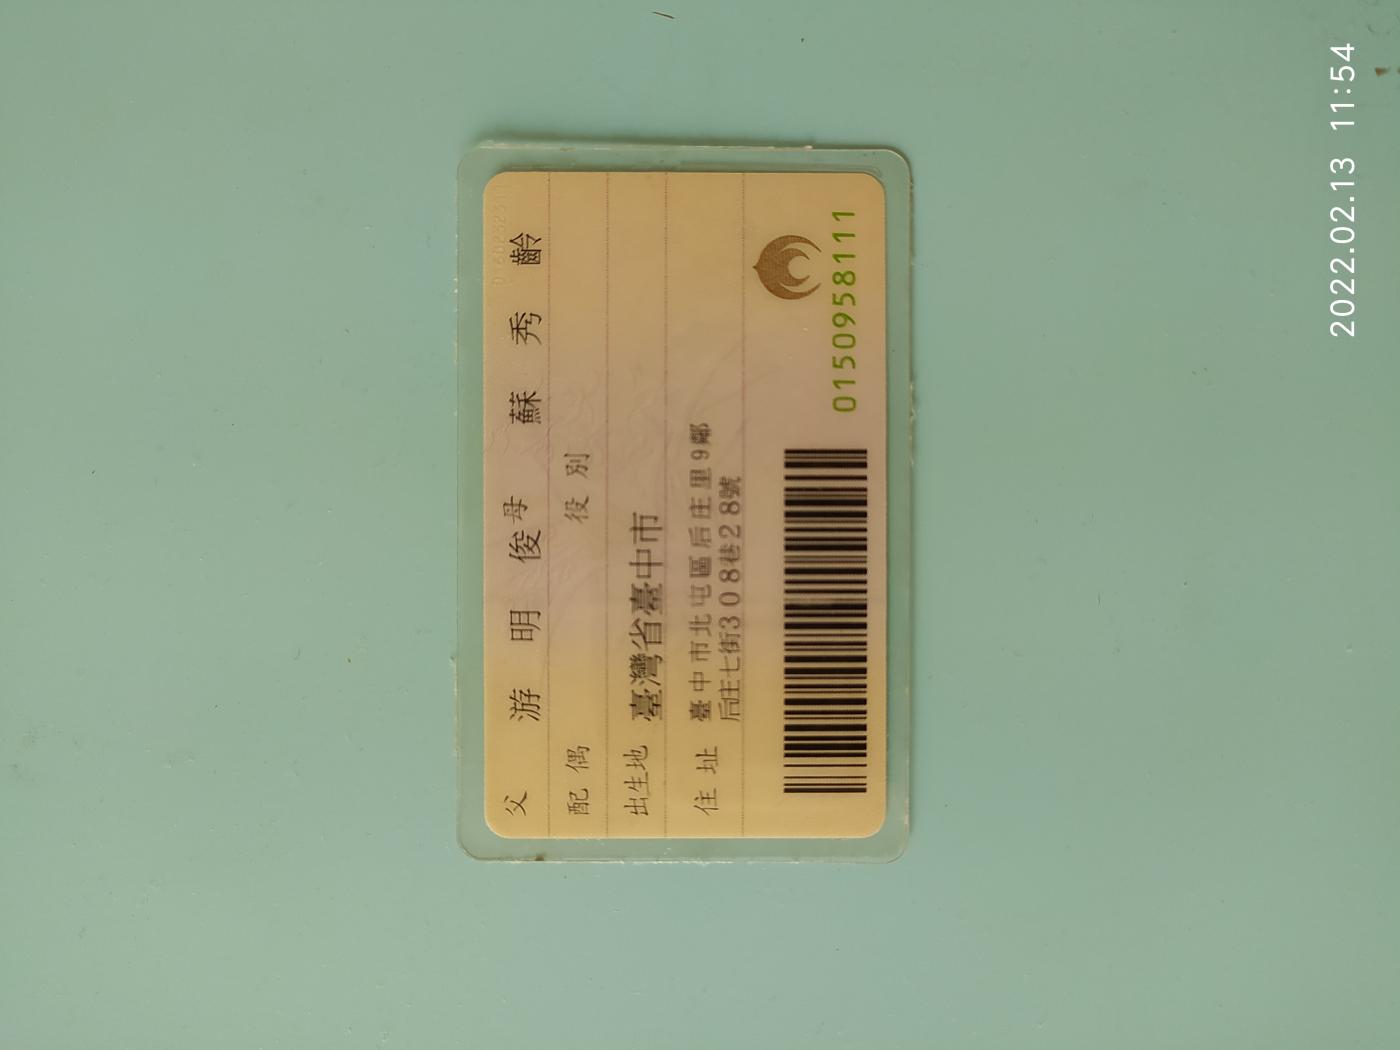 父 游明俊 母 蘇秀齡
配偶 役別
出生地 臺灣省臺中市
住址 臺中市北屯區后庄里9鄰
后庄七街308巷28號
0150958111
2022.02.13 11:54